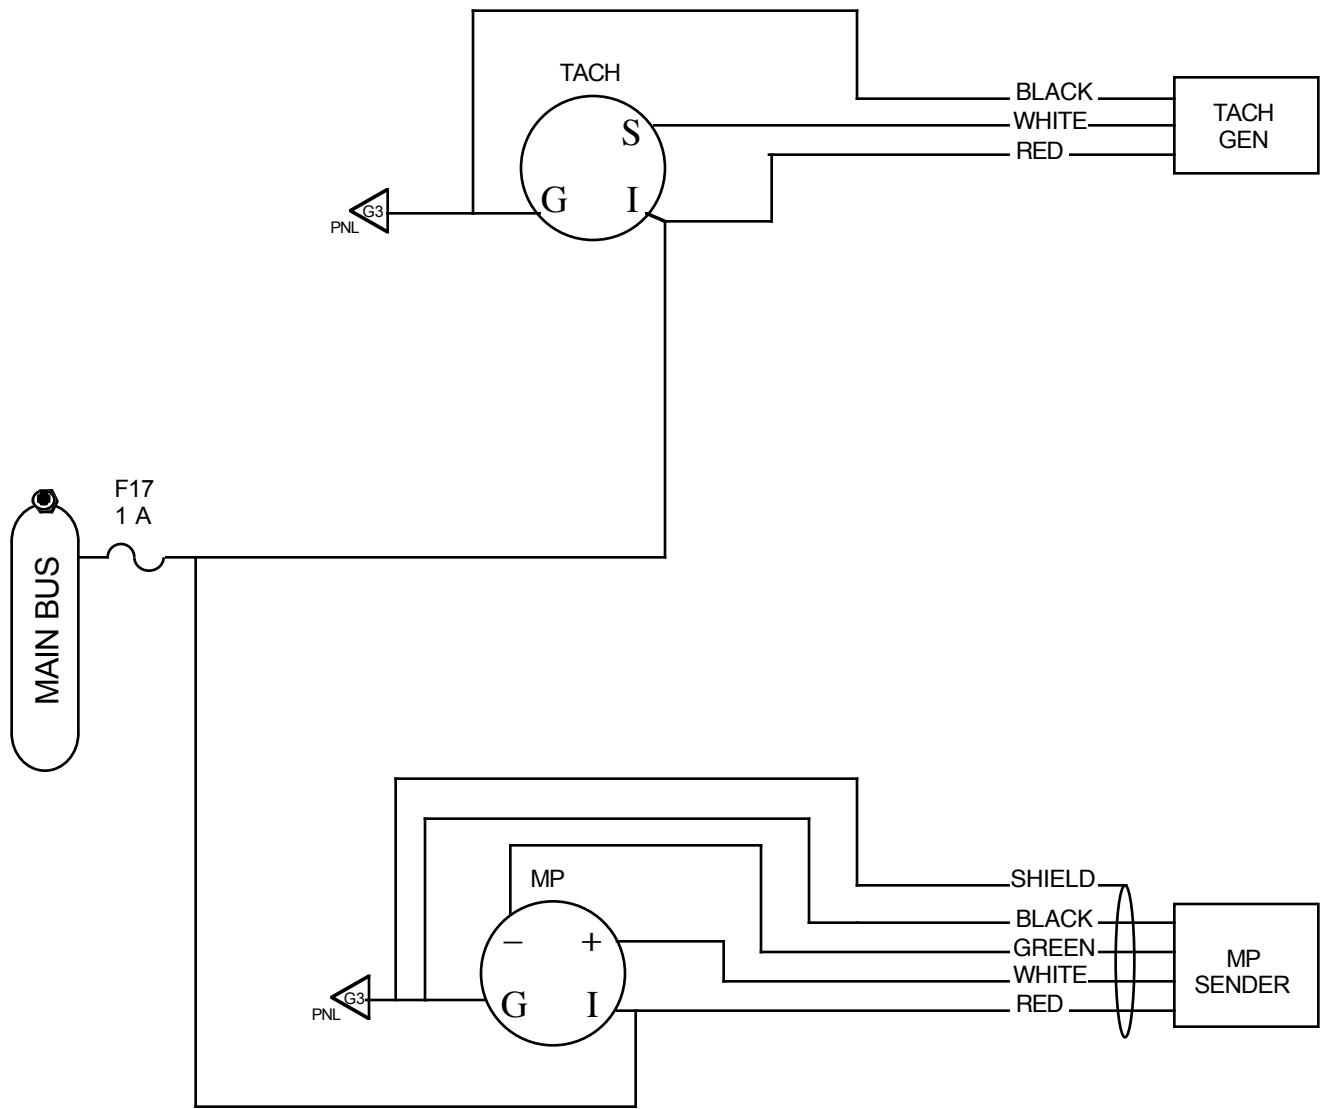 TACH
BLACK
WHITE
RED
TACH
GEN
S
G
I
G3
PNL
F17
1 A
MAIN BUS
MP
SHIELD
BLACK
GREEN
WHITE
RED
MP
SENDER
– +
G I
G3
PNL